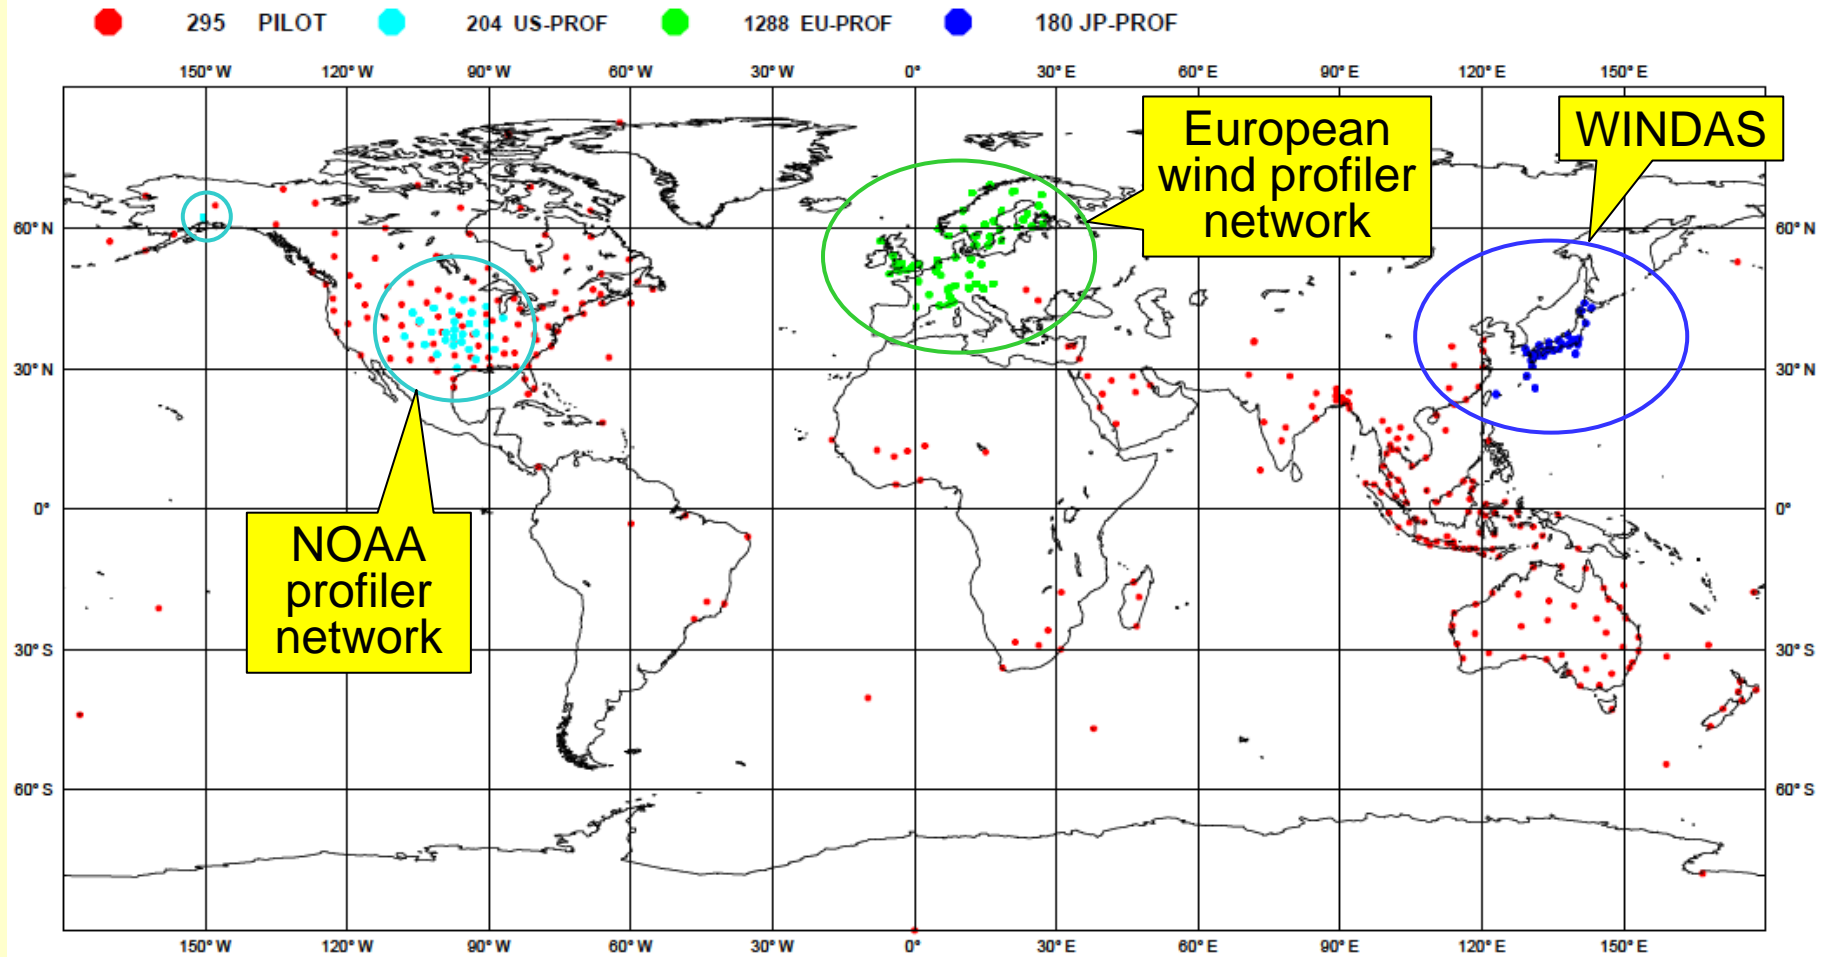 295 PILOT 204 US-PROF 1288 EU-PROF 180 JP-PROF
150° W 120° W 90° W 60° W 30° W 0° 30° E 60° E 90° E 120° E 150° E
European
wind profiler
network
WINDAS
60° N 60° N
30° N 30° N
0° 0°
NOAA
profiler
network
30° S 30° S
60° S 60° S
150° W 120° W 90° W 60° W 30° W 0° 30° E 60° E 90° E 120° E 150° E